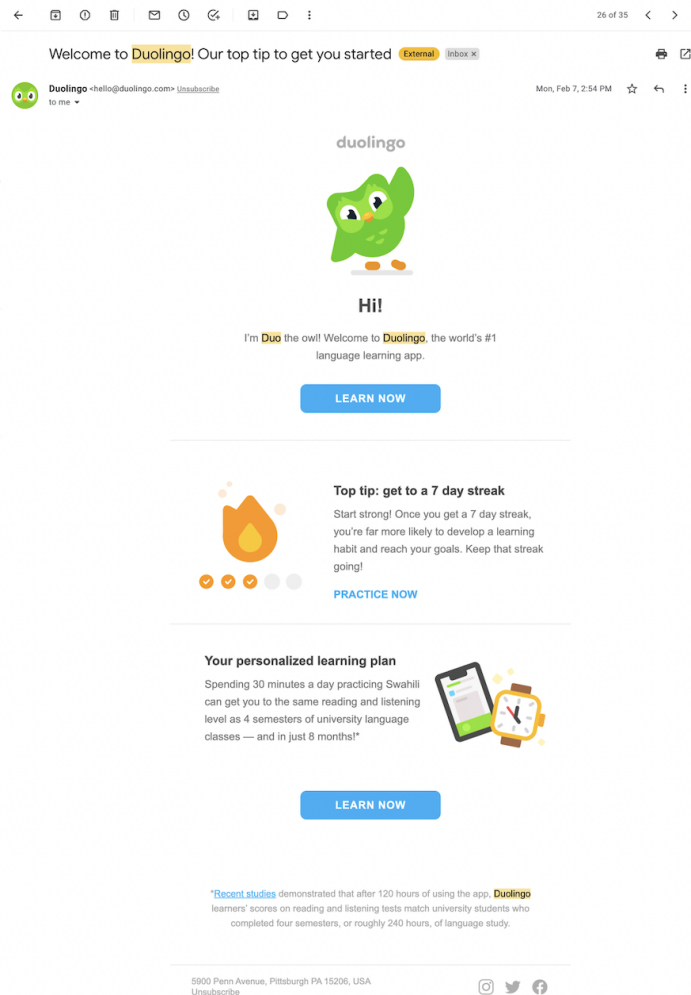 26 of 35
Welcome to Duolingo! Our top tip to get you started External Inbox ×
Duolingo <hello@duolingo.com> Unsubscribe
Mon, Feb 7, 2:54 PM
to me
duolingo
Hi!
I'm Duo the owl! Welcome to Duolingo, the world's #1
language learning app.
LEARN NOW
Top tip: get to a 7 day streak
Start strong! Once you get a 7 day streak,
you're far more likely to develop a learning
habit and reach your goals. Keep that streak
going!
PRACTICE NOW
Your personalized learning plan
Spending 30 minutes a day practicing Swahili
can get you to the same reading and listening
level as 4 semesters of university language
classes — and in just 8 months!*
LEARN NOW
*Recent studies demonstrated that after 120 hours of using the app, Duolingo
learners' scores on reading and listening tests match university students who
completed four semesters, or roughly 240 hours, of language study.
5900 Penn Avenue, Pittsburgh PA 15206, USA
Unsubscribe